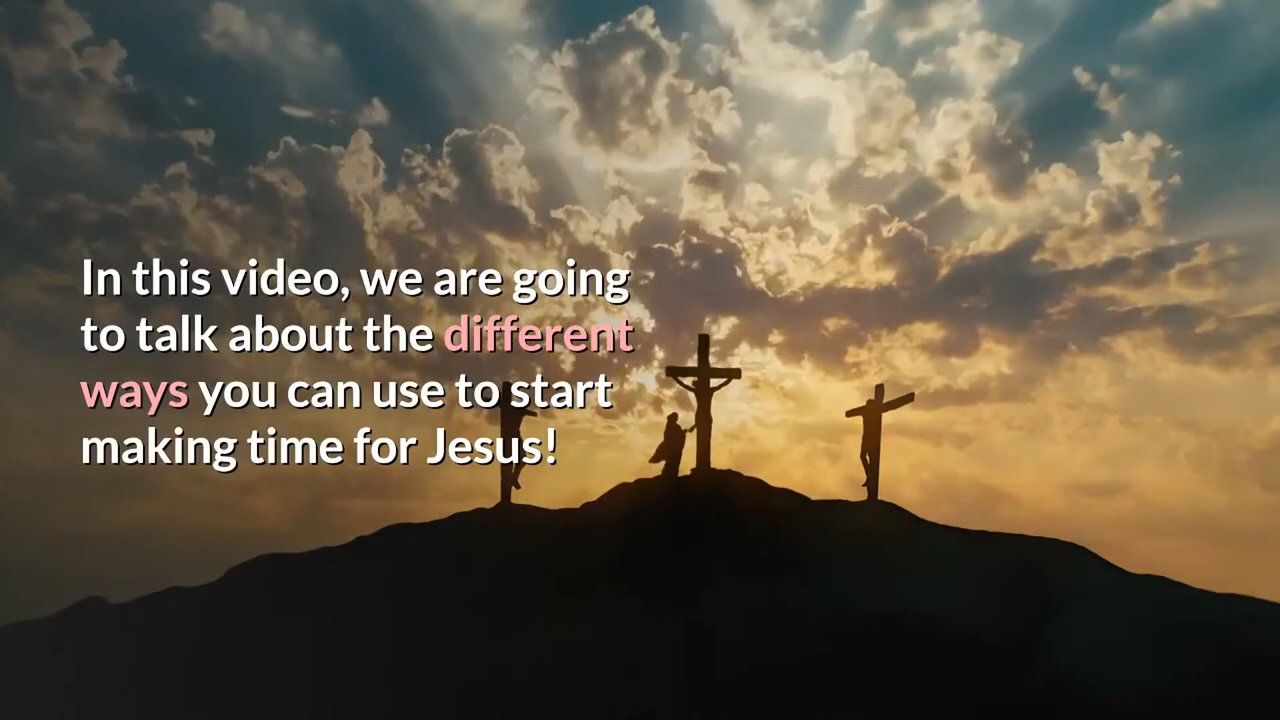 In this video, we are going
to talk about the different
ways you can use to start
making time for Jesus!